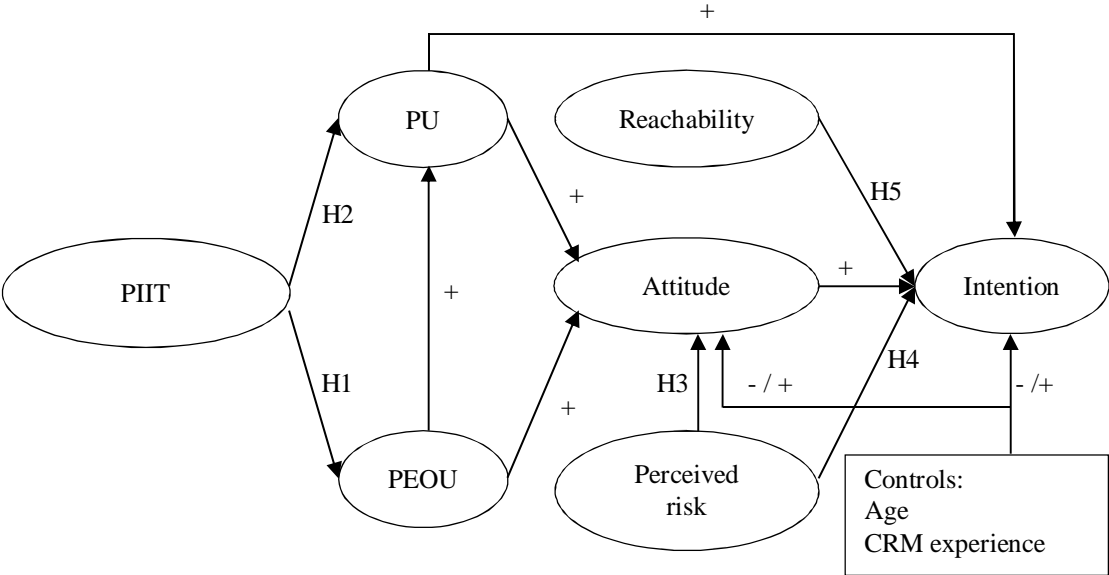 +
PU
Reachability
H2
+
H5
PIIT
+
Attitude
+
Intention
H1
+
H3
- / +
H4
- /+
PEOU
Perceived
risk
Controls:
Age
CRM experience